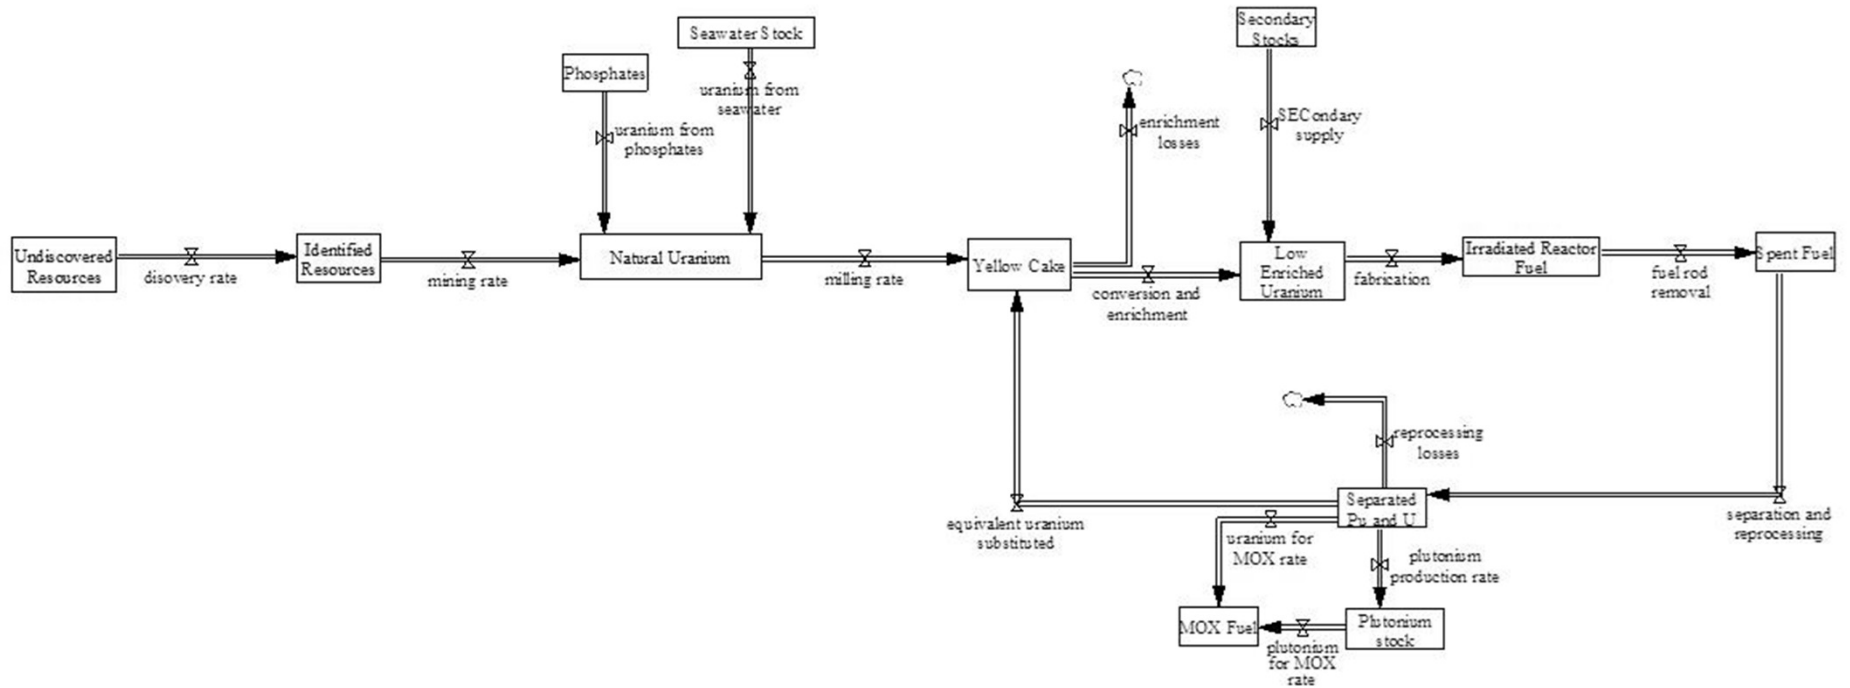 Seawater Stock
Secondary
Stocks
Phosphates
uranium from
seawater
uranium from
phosphates
enrichment
losses
SECondary
supply
Undiscovered
Resources
disovery rate
Identified
Resources
mining rate
Natural Uranium
milling rate
Yellow Cake
conversion and
enrichment
Low
Enriched
Uranium
fabrication
Irradiated Reactor
Fuel
fuel rod
removal
Spent Fuel
reprocessing
losses
Separated
Pu and U
separation and
reprocessing
equivalent uranium
substituted
uranium for
MOX rate
plutonium
production rate
MOX Fuel
plutonium
for MOX
rate
Plutonium
stock